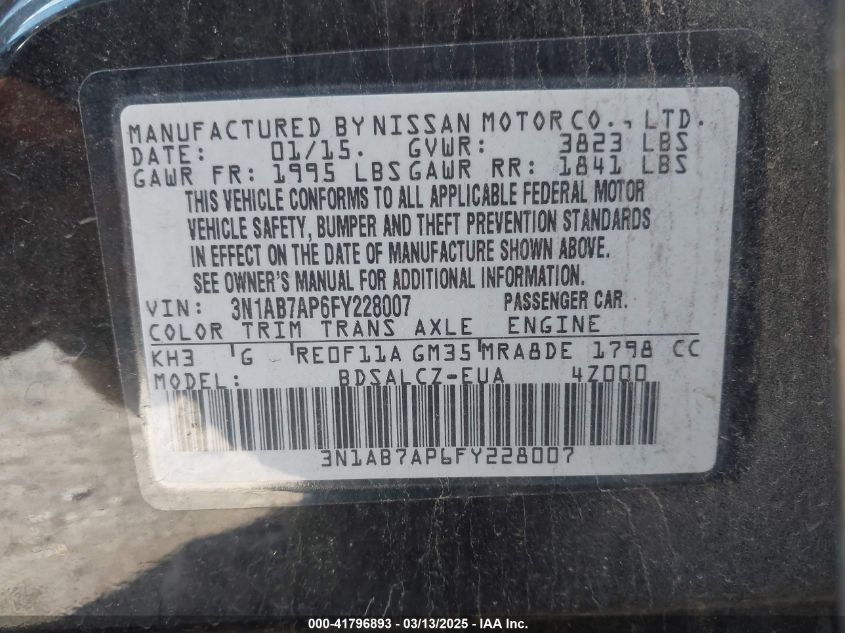 MANUFACTURED BY NISSAN MOTOR CO., LTD.
DATE: 01/15. GVWR: 3823 LBS
GAWR FR: 1995 LBS GAWR RR: 1841 LBS
THIS VEHICLE CONFORMS TO ALL APPLICABLE FEDERAL MOTOR
VEHICLE SAFETY, BUMPER AND THEFT PREVENTION STANDARDS
IN EFFECT ON THE DATE OF MANUFACTURE SHOWN ABOVE.
SEE OWNER'S MANUAL FOR ADDITIONAL INFORMATION.
VIN: 3N1AB7AP6FY228007 PASSENGER CAR.
COLOR TRIM TRANS AXLE ENGINE
KH3 G RE0F11A GM35 MRA8DE 1798 CC
MODEL: BDSALCZ-EUA 4Z000
3N1AB7AP6FY228007
000-41796893 / 03/13/2025 - IAAI.COM